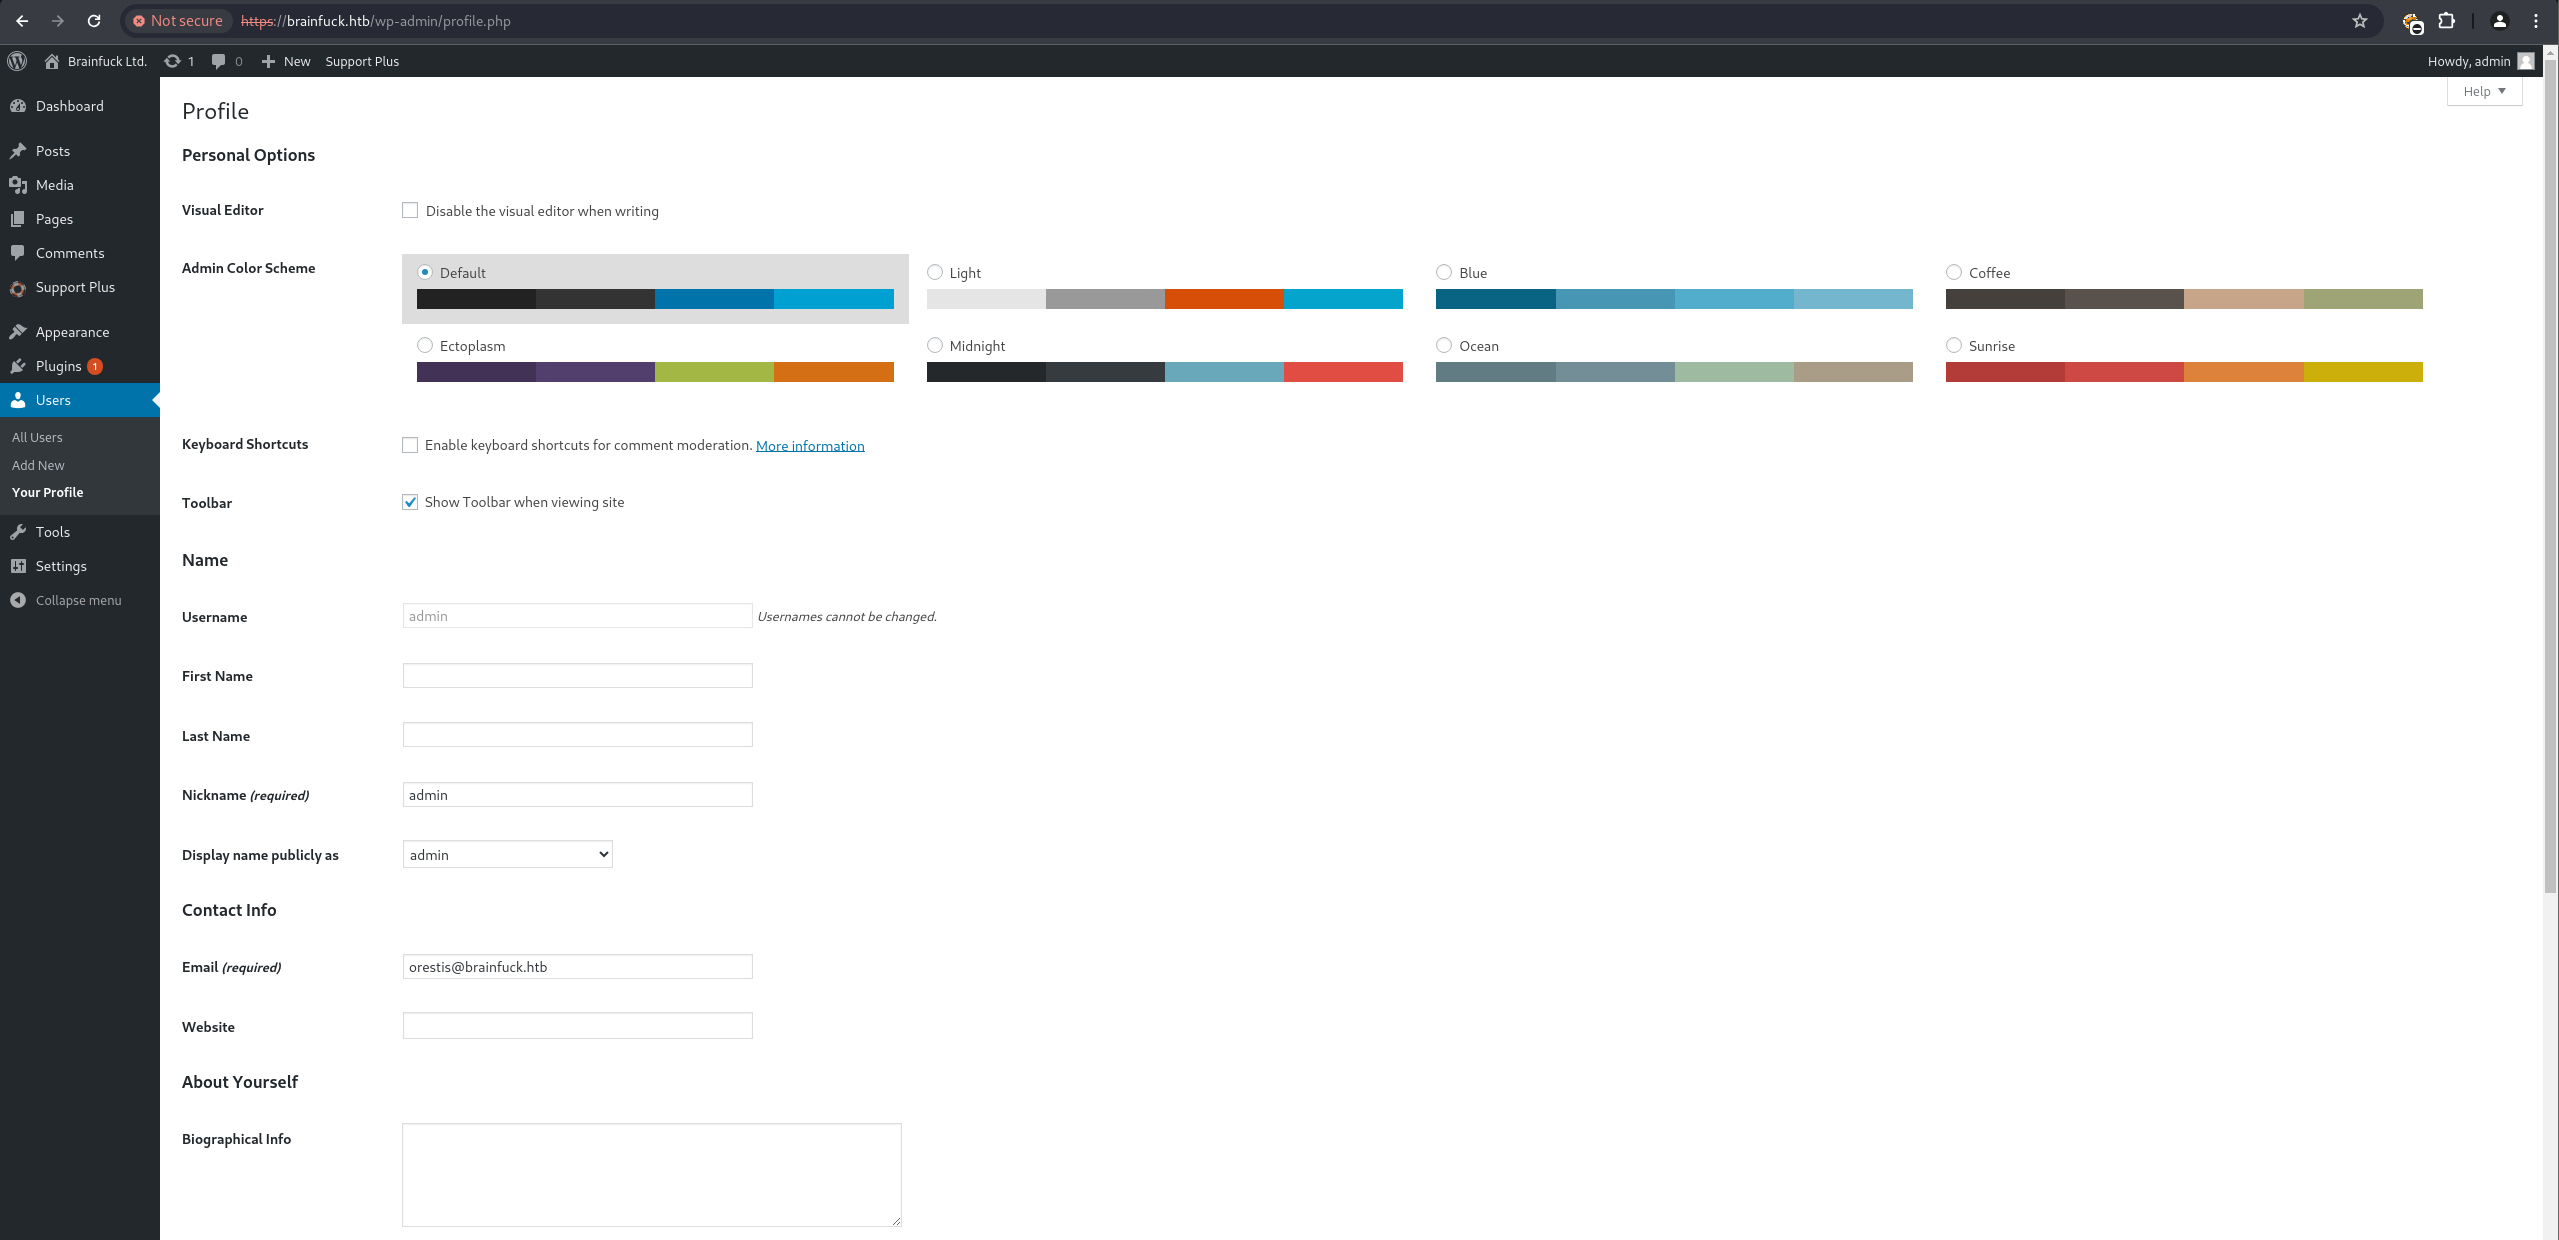 Not secure https://brainfuck.htb/wp-admin/profile.php
Brainfuck Ltd. 1 0 New Support Plus Howdy, admin
Help
Dashboard
Posts
Media
Pages
Comments
Support Plus
Appearance
Plugins 1
Users
All Users
Add New
Your Profile
Tools
Settings
Collapse menu
Profile
Personal Options
Visual Editor Disable the visual editor when writing
Admin Color Scheme Default Light Blue Coffee
Ectoplasm Midnight Ocean Sunrise
Keyboard Shortcuts Enable keyboard shortcuts for comment moderation. More information
Toolbar Show Toolbar when viewing site
Name
Username admin Usernames cannot be changed.
First Name
Last Name
Nickname (required) admin
Display name publicly as admin
Contact Info
Email (required) orestis@brainfuck.htb
Website
About Yourself
Biographical Info